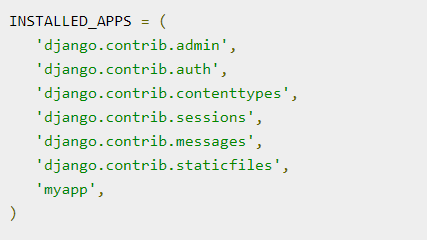 INSTALLED_APPS = (
   'django.contrib.admin',
   'django.contrib.auth',
   'django.contrib.contenttypes',
   'django.contrib.sessions',
   'django.contrib.messages',
   'django.contrib.staticfiles',
   'myapp',
)